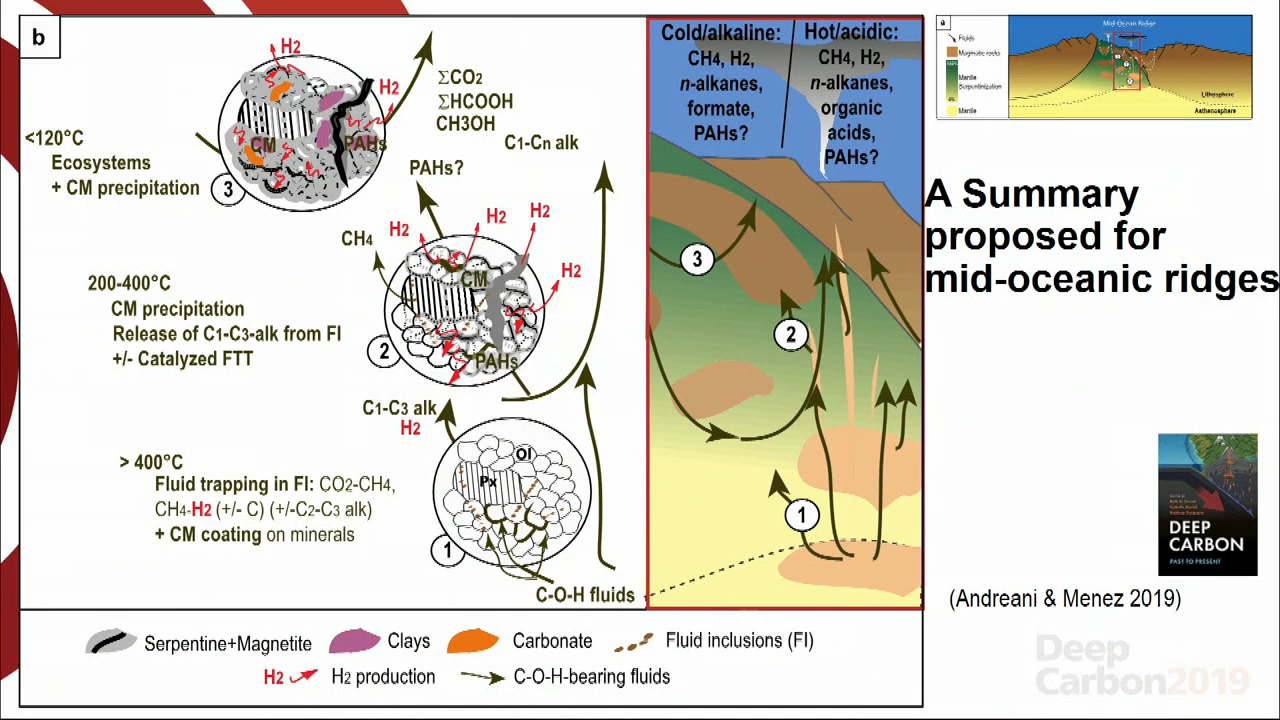 b
H2
H2
ΣCO2
ΣHCOOH
CH3OH
C1-Cn alk
<120°C
Ecosystems
+ CM precipitation
CM
PAHs
3
PAHs?
H2
H2
H2
H2
CH4
CM
PAHs
2
200-400°C
CM precipitation
Release of C1-C3-alk from FI
+/- Catalyzed FTT
C1-C3 alk
H2
> 400°C
Fluid trapping in FI: CO2-CH4,
CH4-H2 (+/- C) (+/-C2-C3 alk)
+ CM coating on minerals
Ol
Px
1
C-O-H fluids
Cold/alkaline:
CH4, H2,
n-alkanes,
formate,
PAHs?
Hot/acidic:
CH4, H2,
n-alkanes,
organic
acids,
PAHs?
3
2
1
Serpentine+Magnetite
Clays
Carbonate
Fluid inclusions (FI)
H2
H2 production
C-O-H-bearing fluids
a
Mid-Ocean Ridge
Fluids
Magmatic rocks
100%
Mantle
Serpentinization
0%
Mantle
Lithosphere
Asthenosphere
A Summary
proposed for
mid-oceanic ridges
DEEP
CARBON
PAST TO PRESENT
(Andreani & Menez 2019)
Deep
Carbon2019